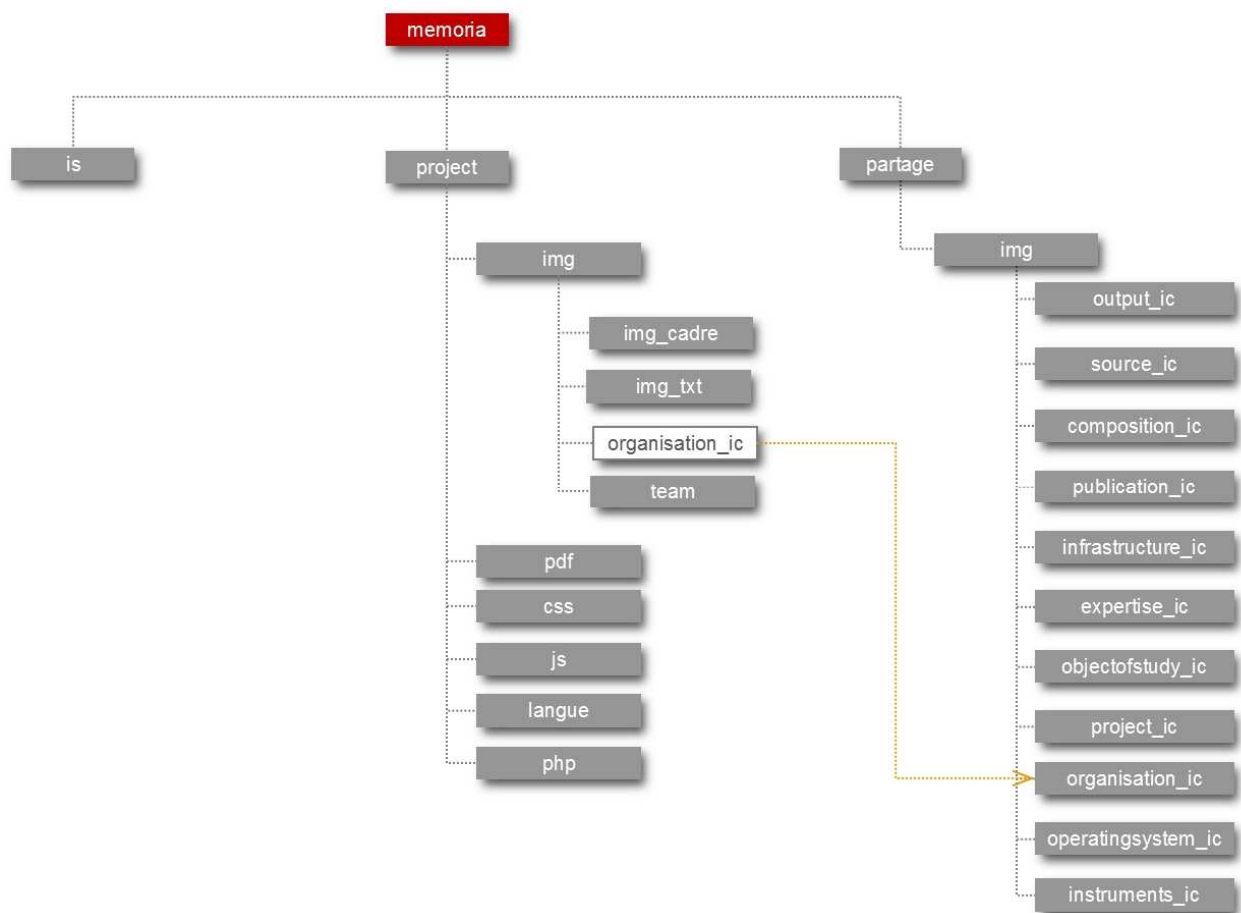 memoria
is
project
partage
img
img_cadre
img_txt
organisation_ic
team
pdf
css
js
langue
php
img
output_ic
source_ic
composition_ic
publication_ic
infrastructure_ic
expertise_ic
objectofstudy_ic
project_ic
organisation_ic
operatingsystem_ic
instruments_ic